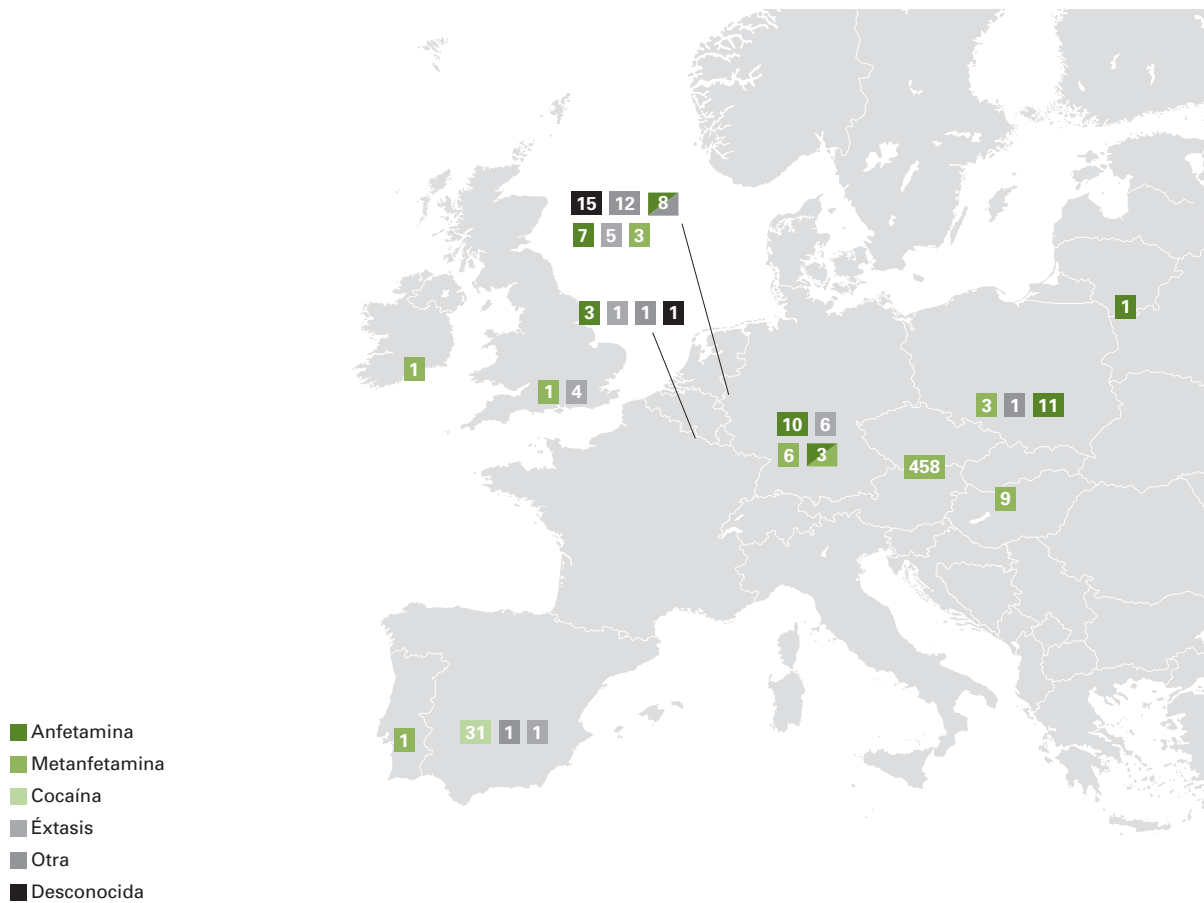 15 12 8
7 5 3
3 1 1 1
1
1
1 4
3 1 11
10 6
6 3
458
9
31 1 1
1
Anfetamina
Metanfetamina
Cocaína
Éxtasis
Otra
Desconocida